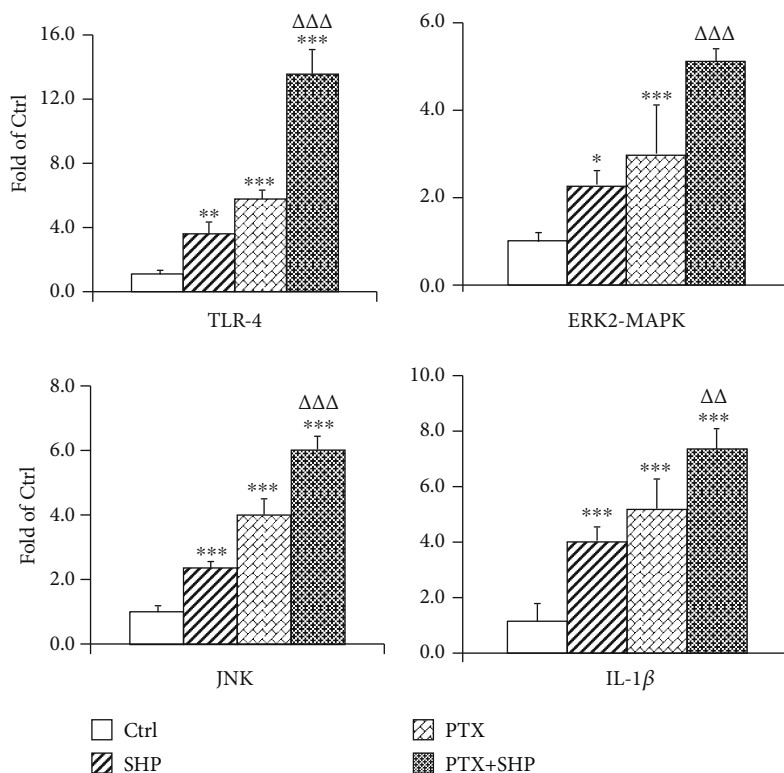 Fold of Ctrl
16.0
12.0
8.0
4.0
0.0
**
***
ΔΔΔ
***
TLR-4
6.0
4.0
2.0
0.0
*
***
ΔΔΔ
ERK2-MAPK
Fold of Ctrl
8.0
6.0
4.0
2.0
0.0
***
***
ΔΔΔ
***
JNK
10.0
8.0
6.0
4.0
2.0
0.0
***
***
ΔΔ
***
IL-1β
Ctrl
SHP
PTX
PTX+SHP